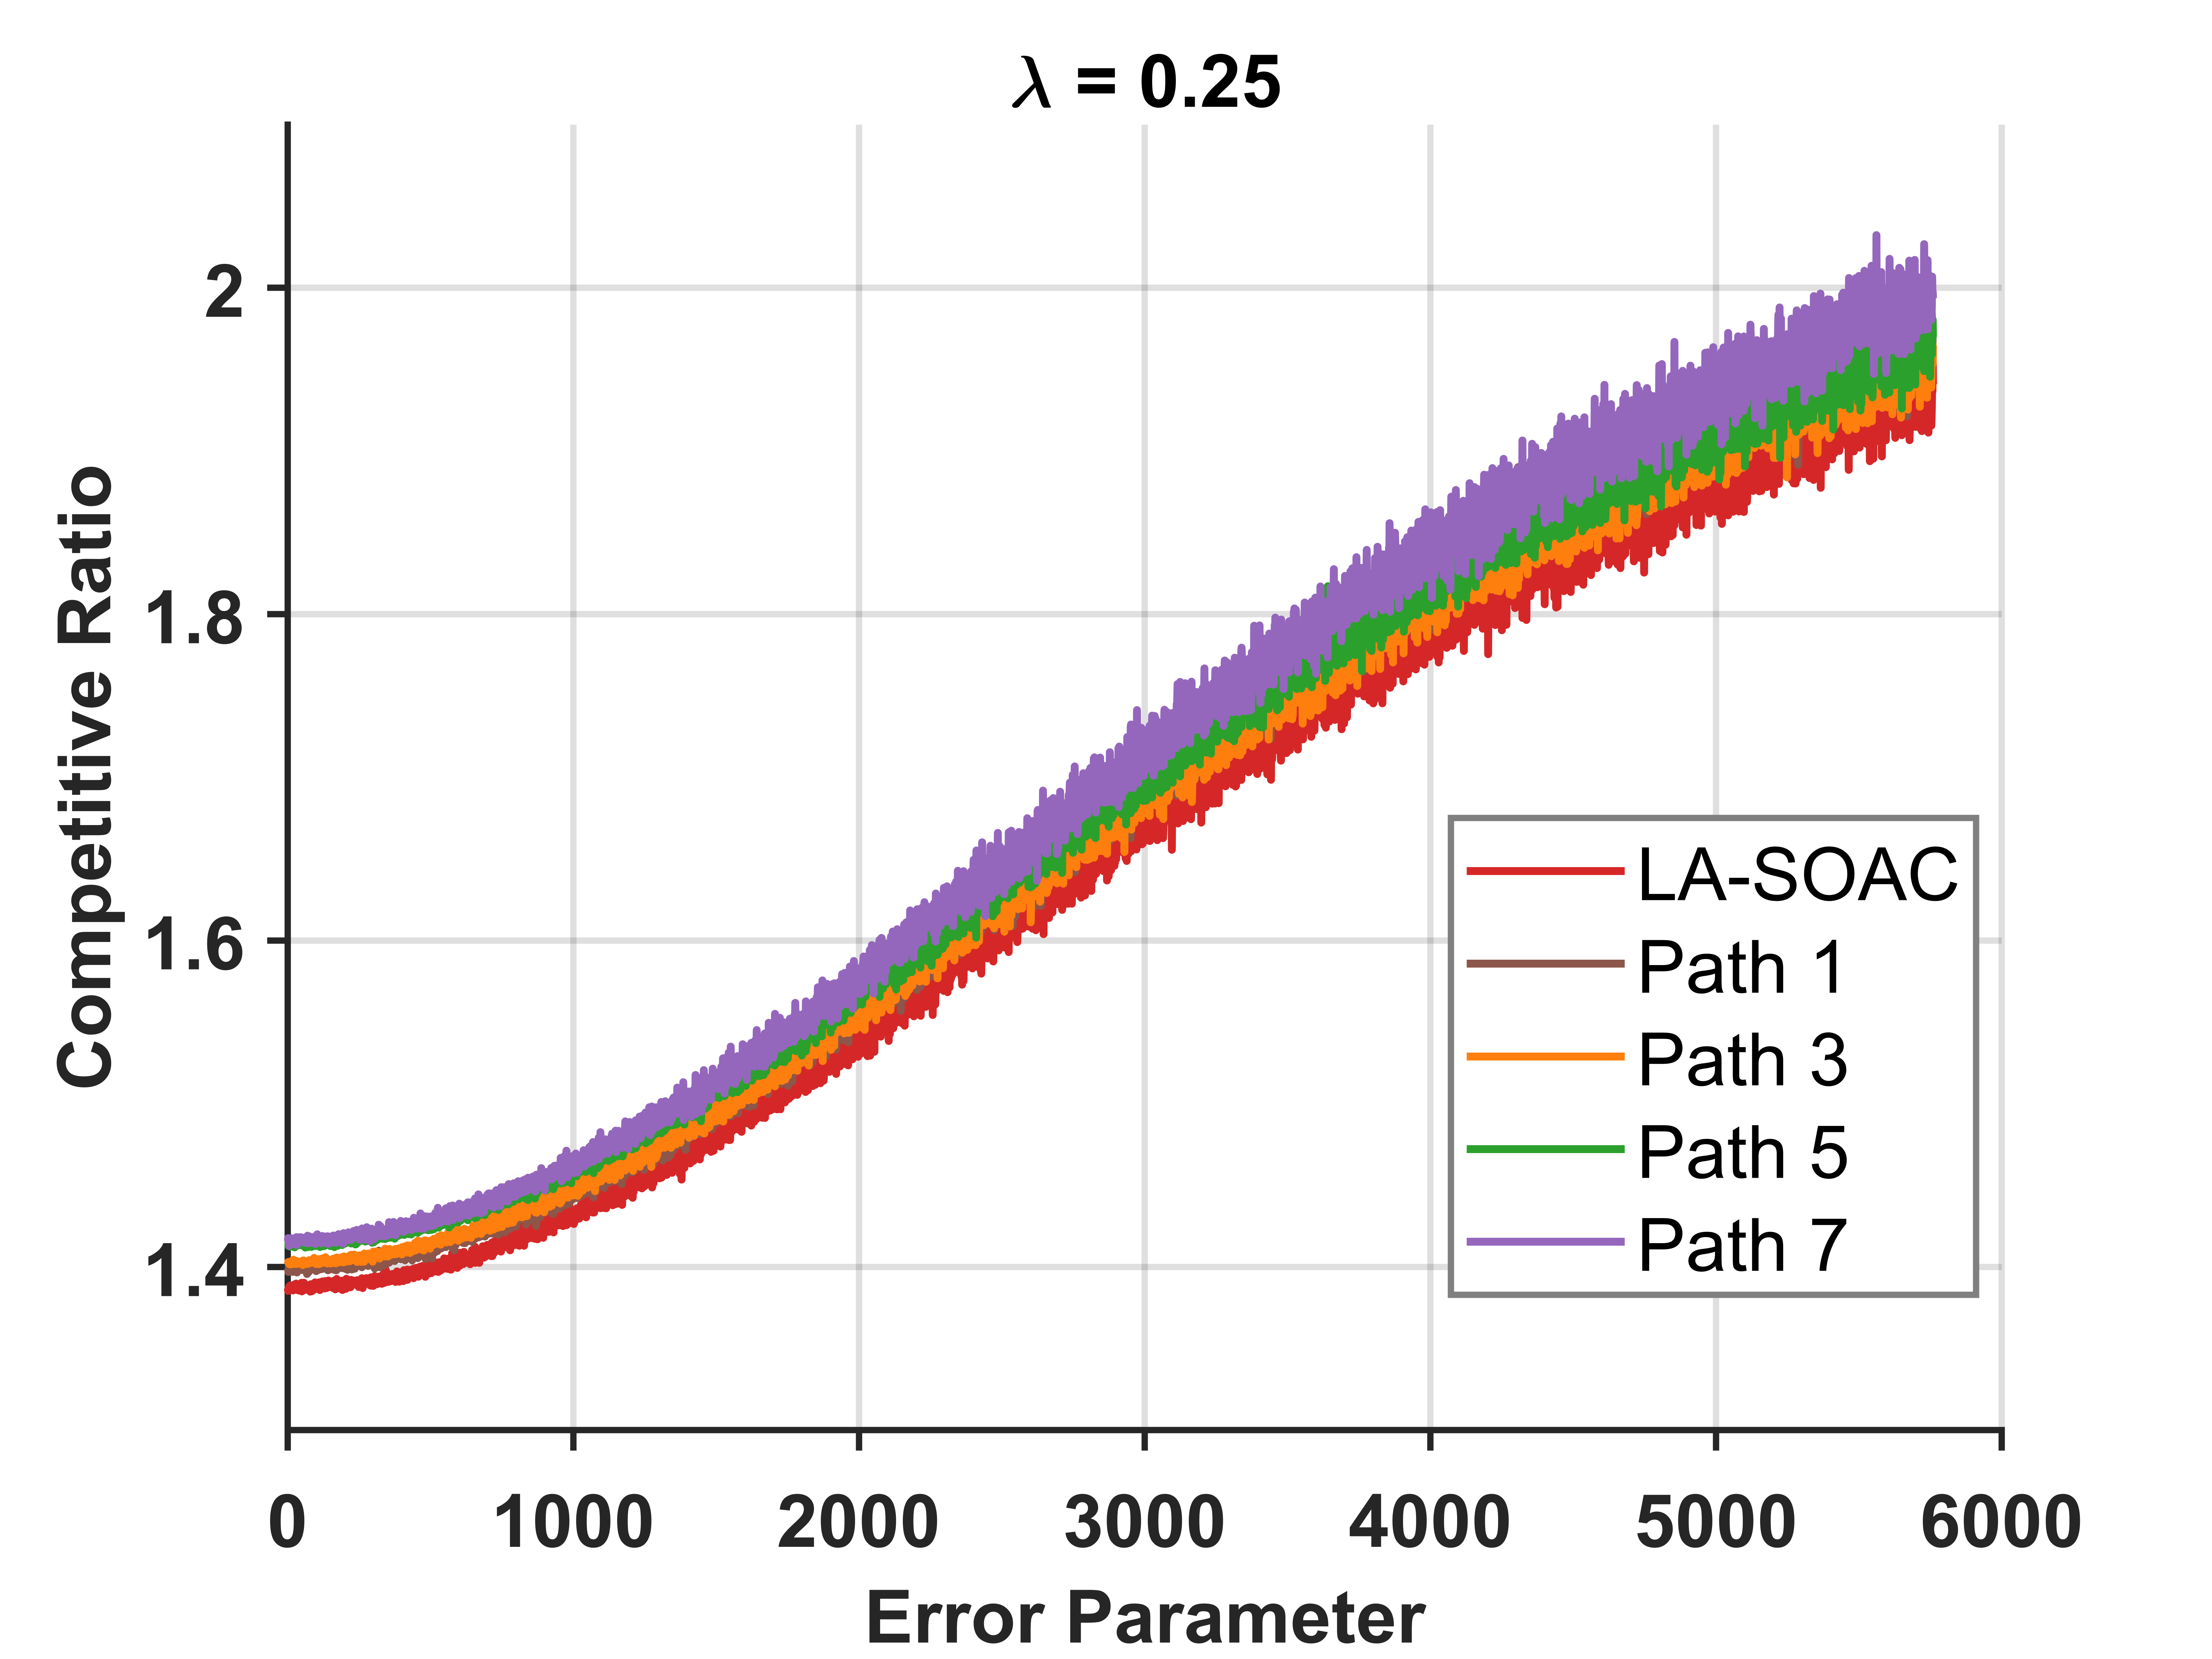 λ = 0.25
Competitive Ratio
2
1.8
1.6
1.4
LA-SOAC
Path 1
Path 3
Path 5
Path 7
0 1000 2000 3000 4000 5000 6000
Error Parameter